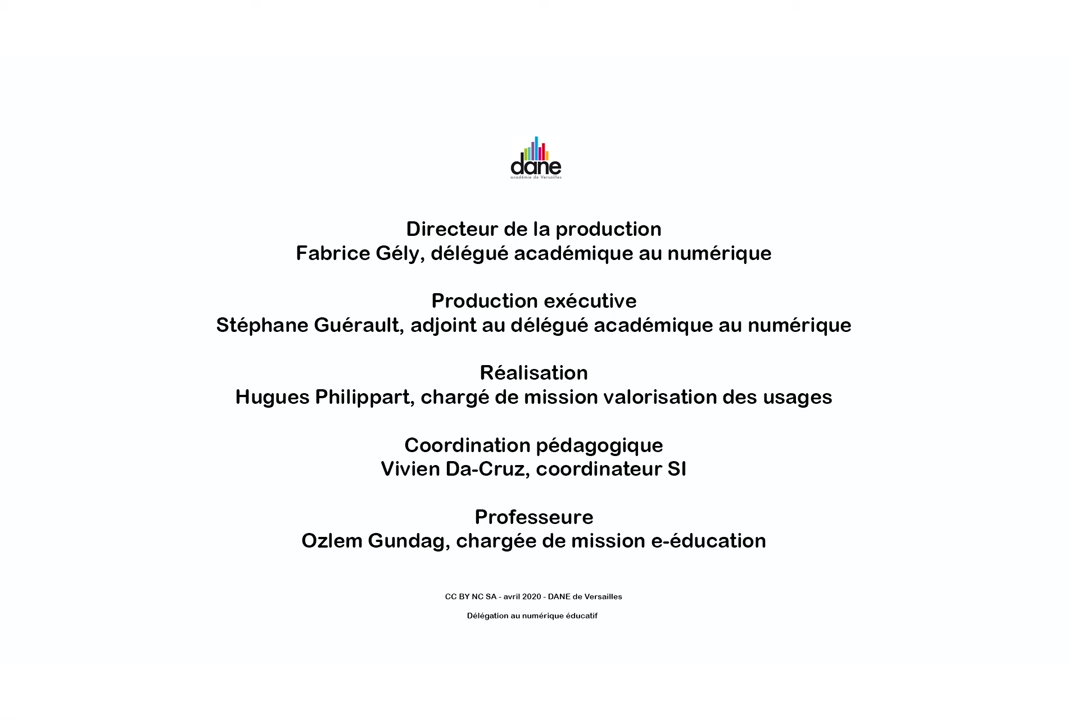 dane
académie de Versailles
Directeur de la production
Fabrice Gély, délégué académique au numérique
Production exécutive
Stéphane Guérault, adjoint au délégué académique au numérique
Réalisation
Hugues Philippart, chargé de mission valorisation des usages
Coordination pédagogique
Vivien Da-Cruz, coordinateur SI
Professeure
Ozlem Gundag, chargée de mission e-éducation
CC BY NC SA - avril 2020 - DANE de Versailles
Délégation au numérique éducatif